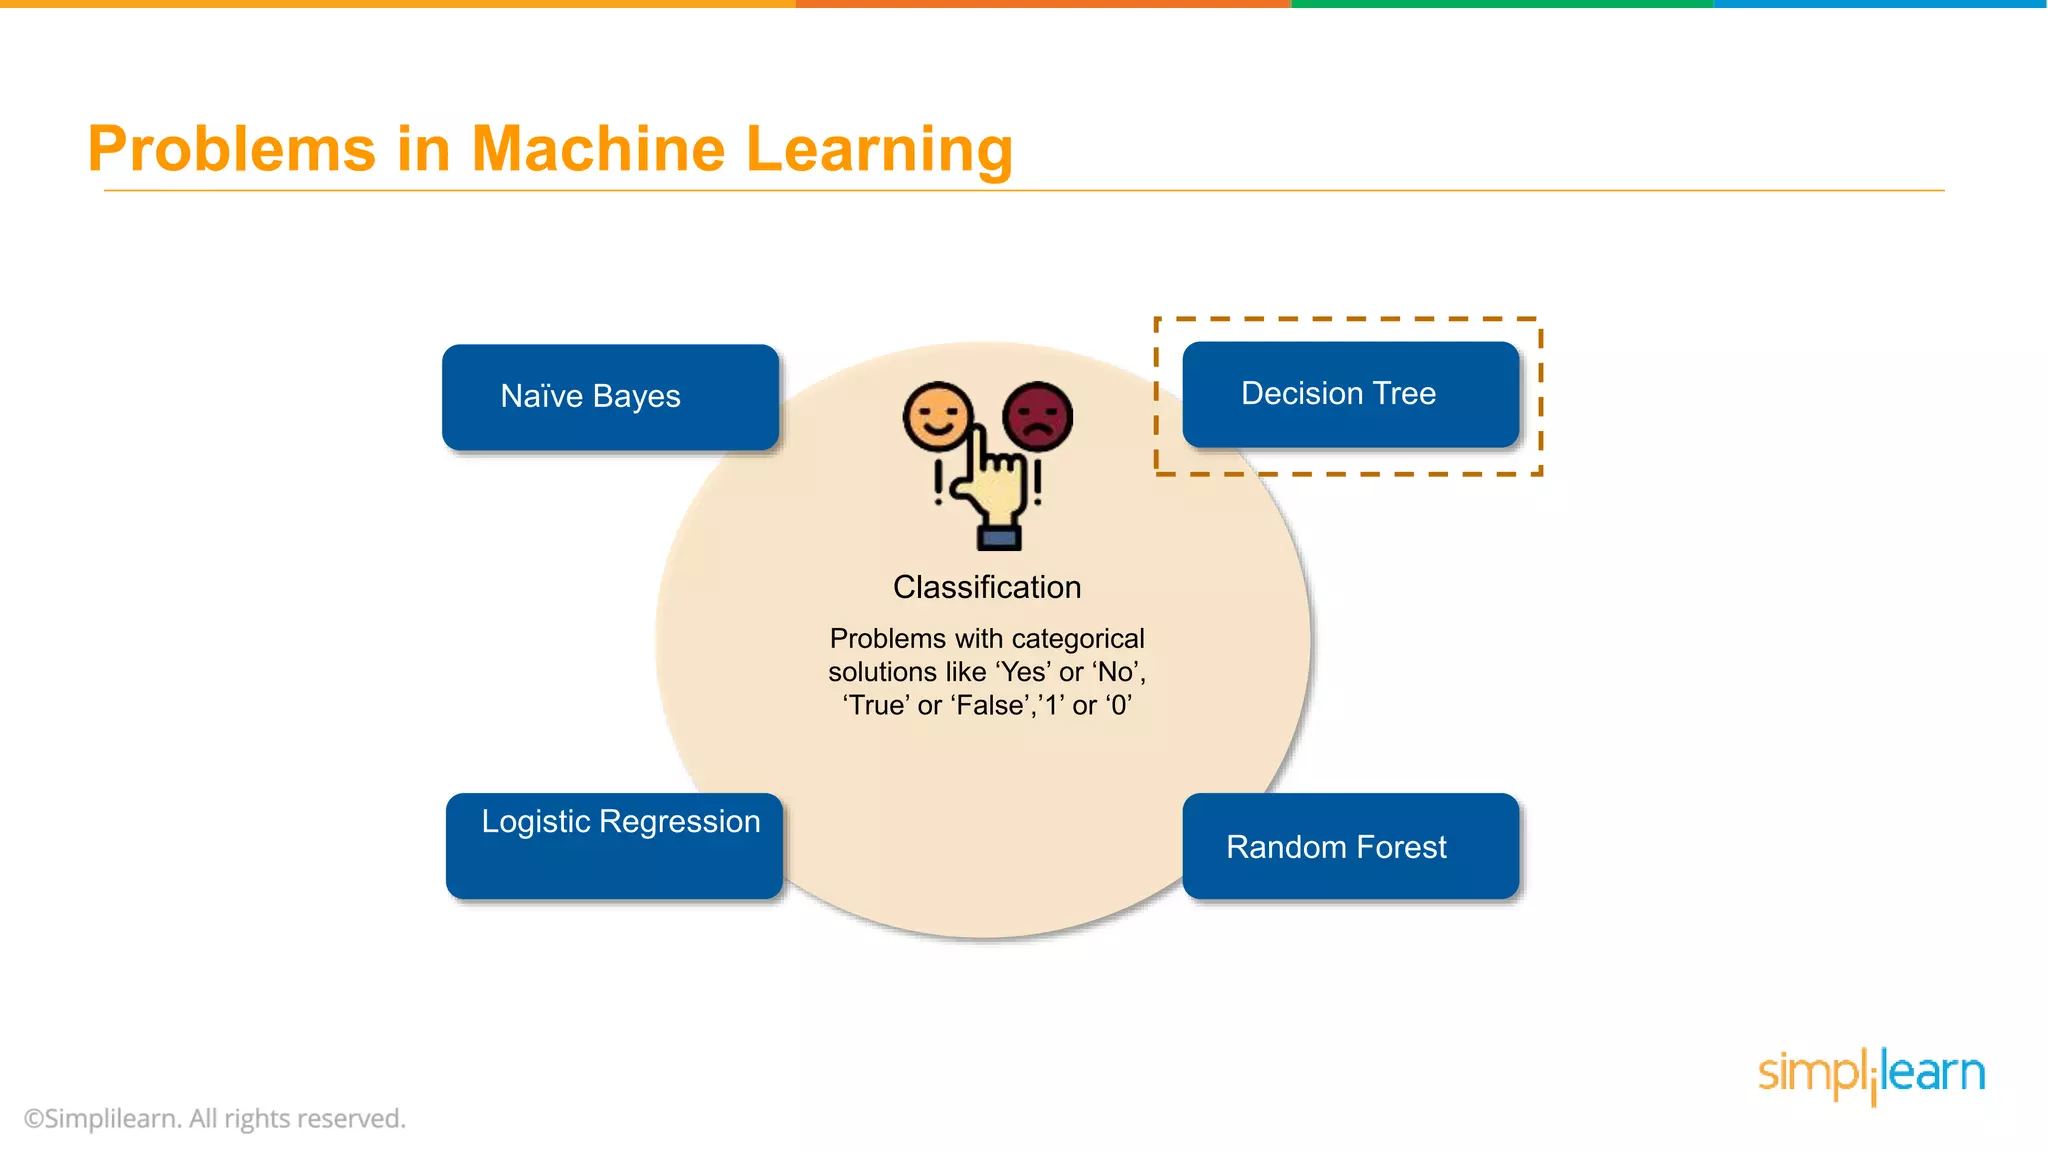 Problems in Machine Learning
Naïve Bayes
Decision Tree
Classification
Problems with categorical
solutions like ‘Yes’ or ‘No’,
‘True’ or ‘False’,’1’ or ‘0’
Logistic Regression
Random Forest
simplilearn
©Simplilearn. All rights reserved.